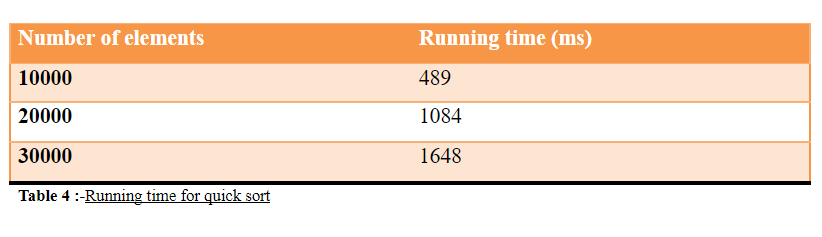 Number of elements Running time (ms)
10000 489
20000 1084
30000 1648
Table 4 :-Running time for quick sort